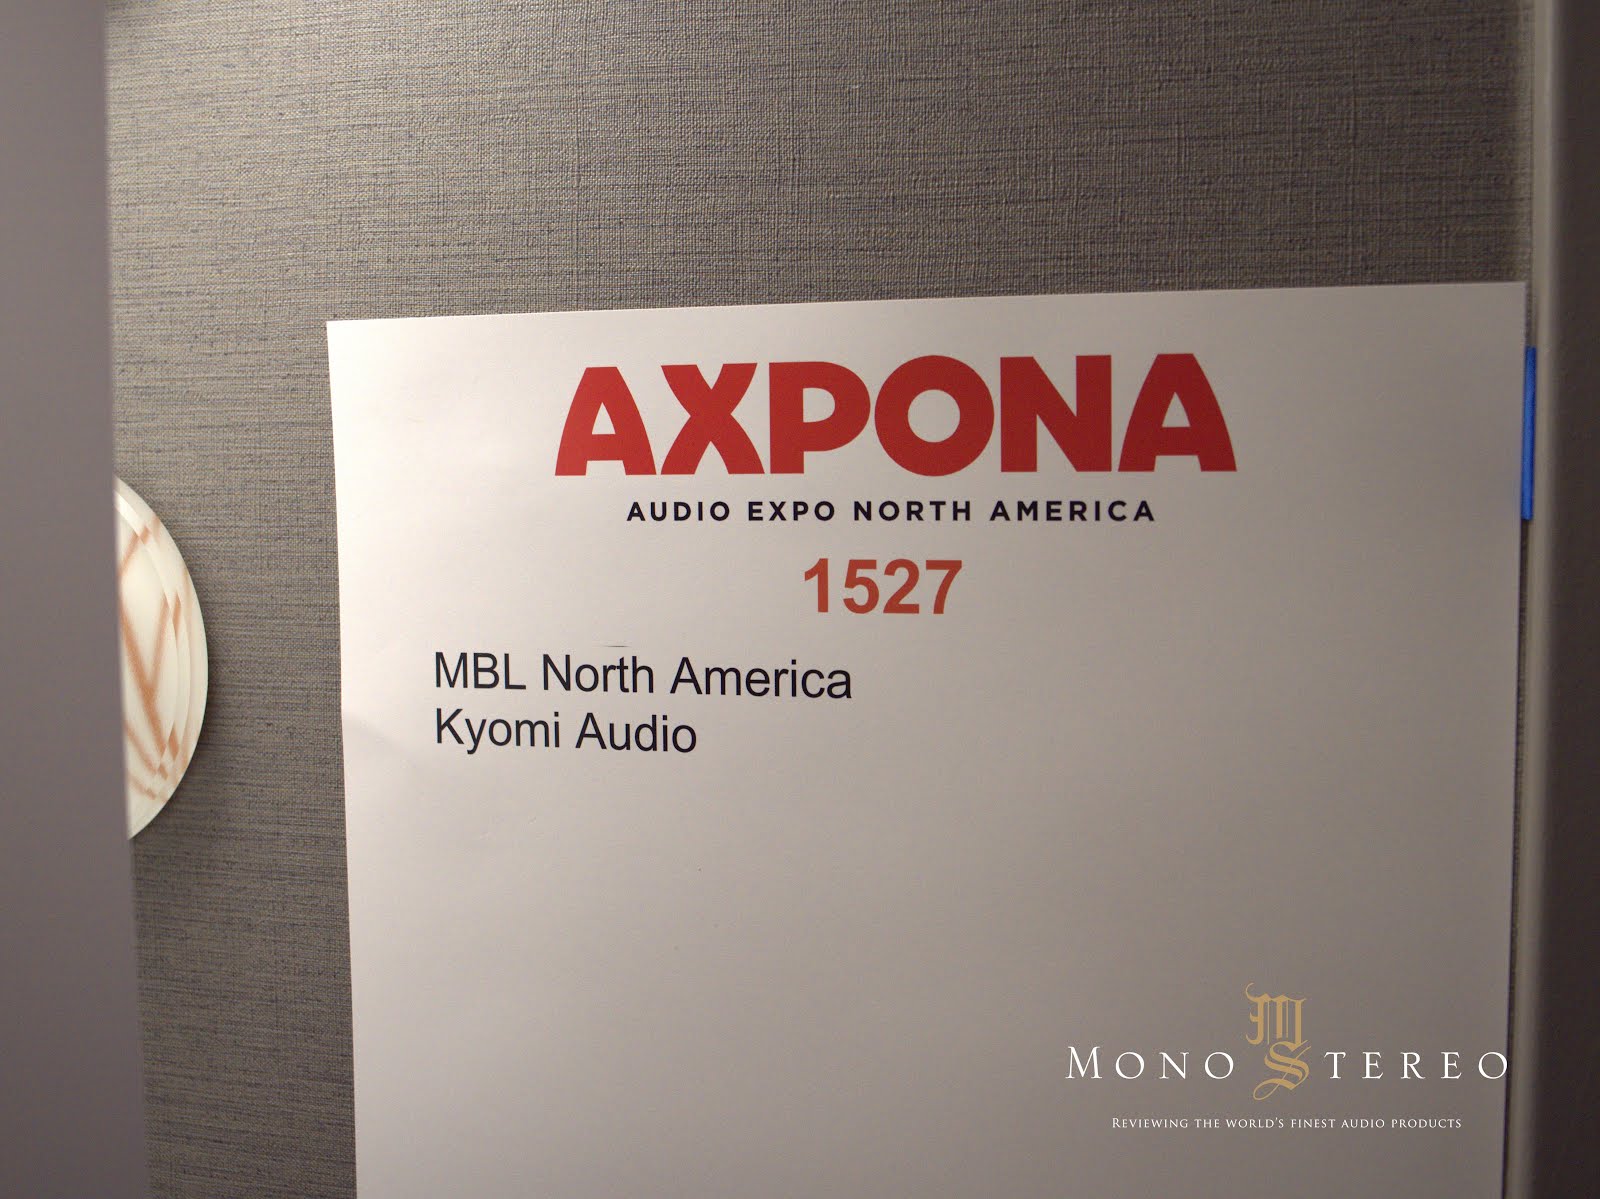 AXPONA
AUDIO EXPO NORTH AMERICA
1527
MBL North America
Kyomi Audio
MS
MONO STEREO
REVIEWING THE WORLD'S FINEST AUDIO PRODUCTS